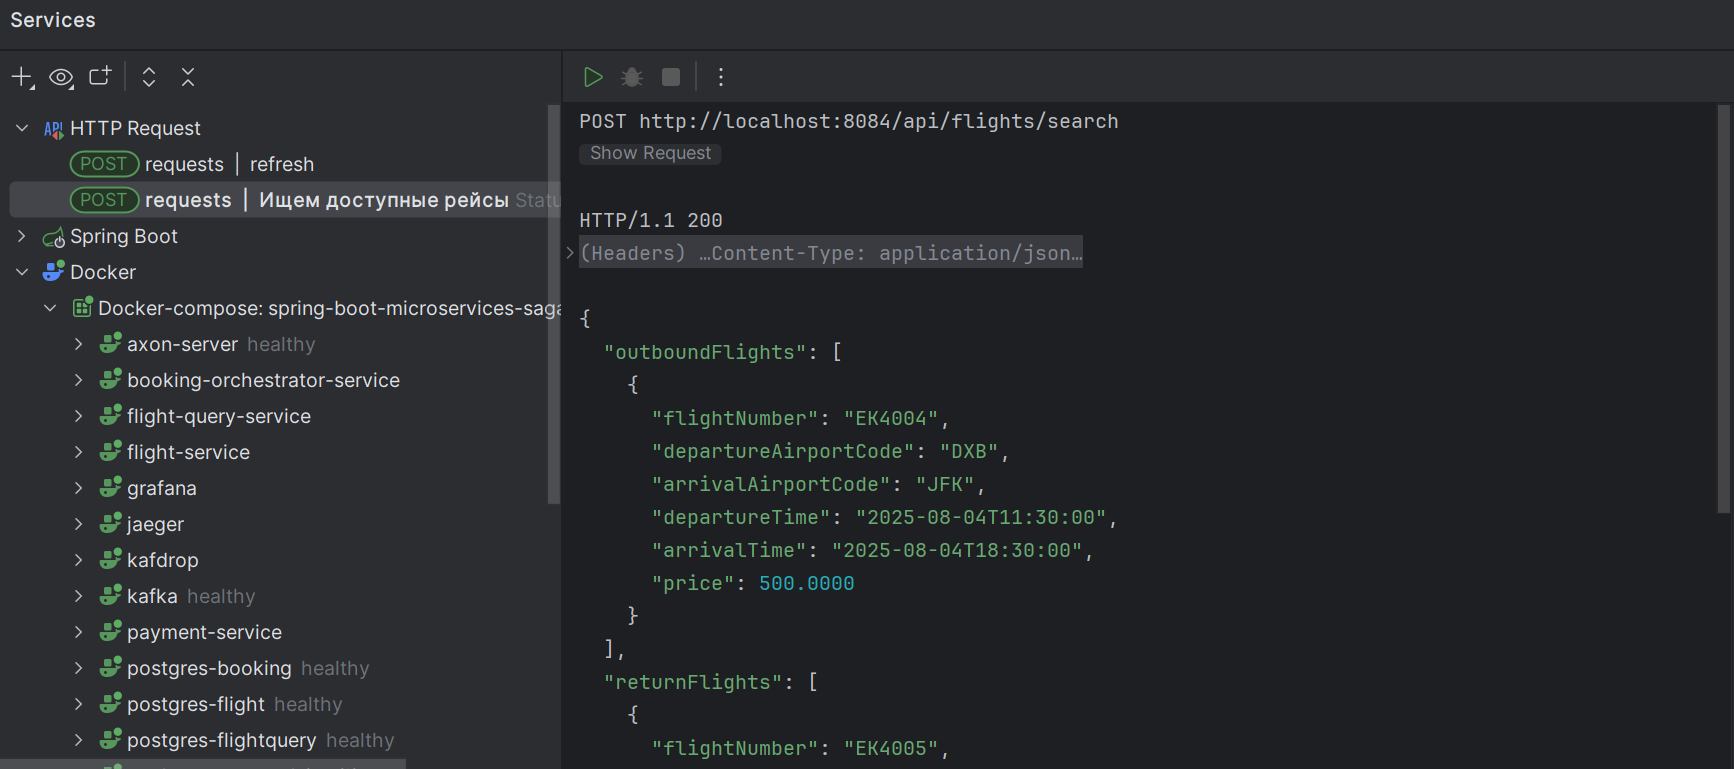 Services
HTTP Request
POST requests | refresh
POST requests | Ищем доступные рейсы
Spring Boot
Docker
Docker-compose: spring-boot-microservices-saga
axon-server healthy
booking-orchestrator-service
flight-query-service
flight-service
grafana
jaeger
kafdrop
kafka healthy
payment-service
postgres-booking healthy
postgres-flight healthy
postgres-flightquery healthy
POST http://localhost:8084/api/flights/search
Show Request
HTTP/1.1 200
(Headers) …Content-Type: application/json…
{
"outboundFlights": [
{
"flightNumber": "EK4004",
"departureAirportCode": "DXB",
"arrivalAirportCode": "JFK",
"departureTime": "2025-08-04T11:30:00",
"arrivalTime": "2025-08-04T18:30:00",
"price": 500.0000
}
],
"returnFlights": [
{
"flightNumber": "EK4005",